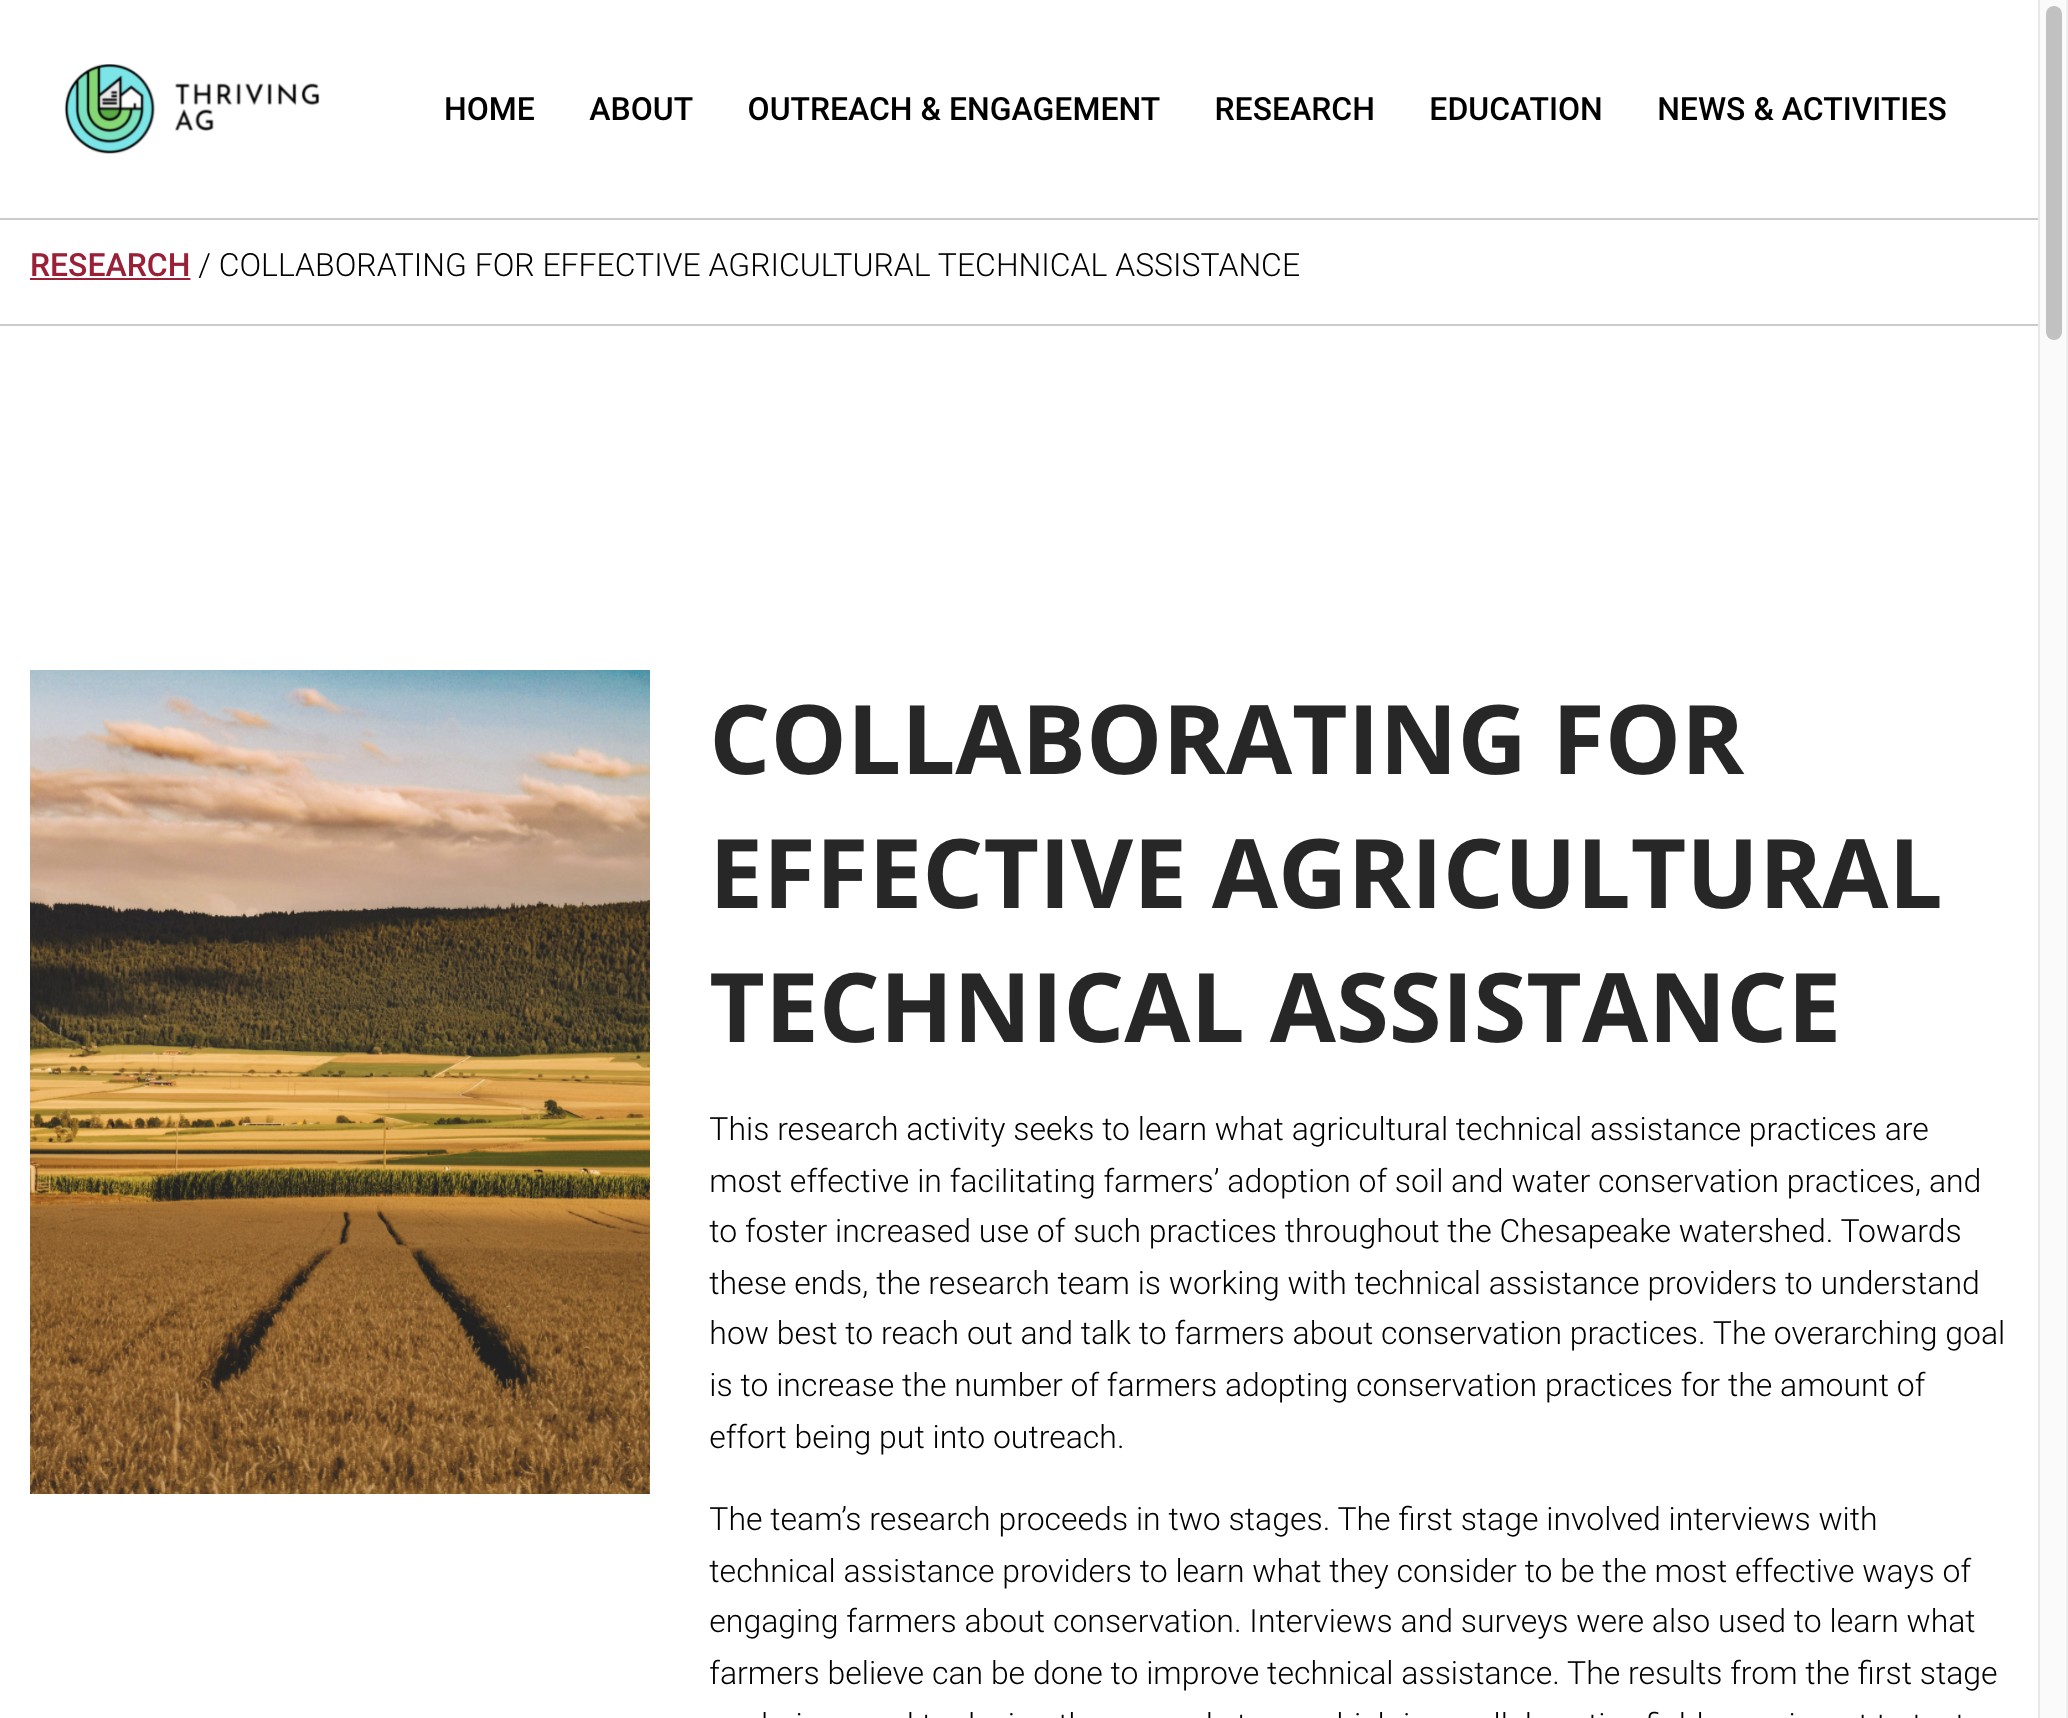 THRIVING
AG
HOME ABOUT OUTREACH & ENGAGEMENT RESEARCH EDUCATION NEWS & ACTIVITIES
RESEARCH / COLLABORATING FOR EFFECTIVE AGRICULTURAL TECHNICAL ASSISTANCE
COLLABORATING FOR
EFFECTIVE AGRICULTURAL
TECHNICAL ASSISTANCE
This research activity seeks to learn what agricultural technical assistance practices are
most effective in facilitating farmers’ adoption of soil and water conservation practices, and
to foster increased use of such practices throughout the Chesapeake watershed. Towards
these ends, the research team is working with technical assistance providers to understand
how best to reach out and talk to farmers about conservation practices. The overarching goal
is to increase the number of farmers adopting conservation practices for the amount of
effort being put into outreach.
The team’s research proceeds in two stages. The first stage involved interviews with
technical assistance providers to learn what they consider to be the most effective ways of
engaging farmers about conservation. Interviews and surveys were also used to learn what
farmers believe can be done to improve technical assistance. The results from the first stage